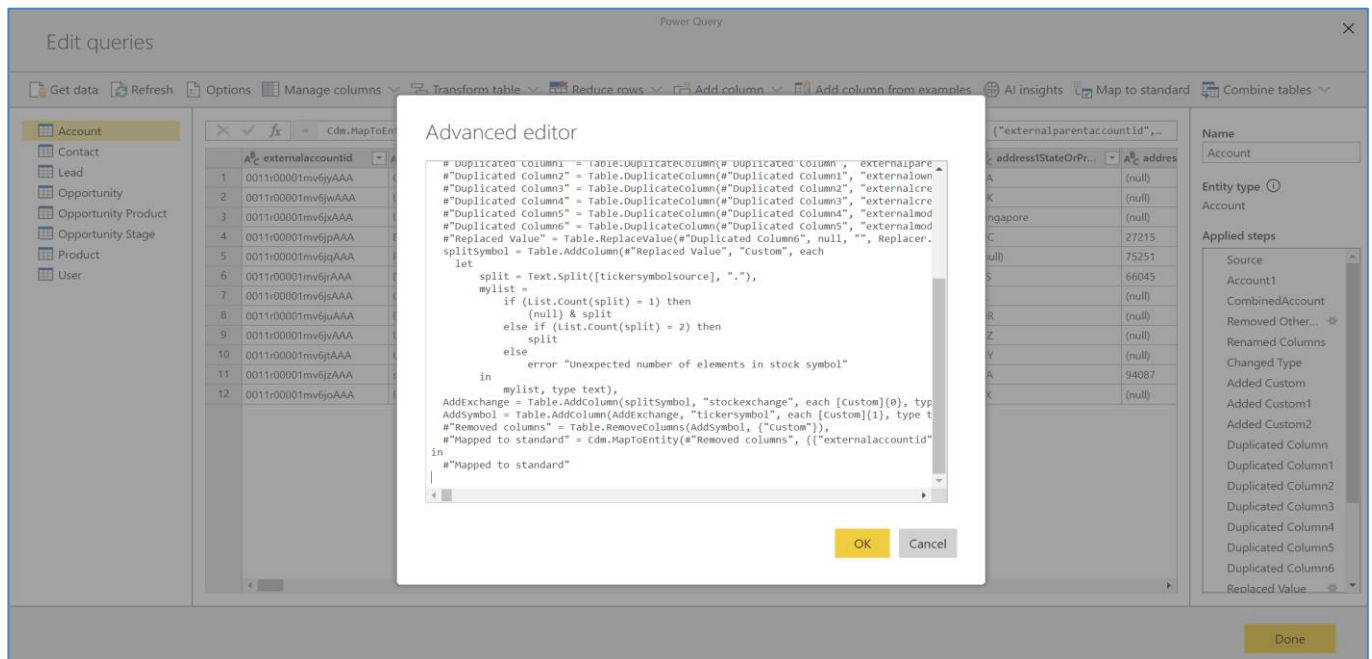 Power Query
Edit queries
Get data Refresh Options Manage columns Transform table Reduce rows Add column Add column from examples AI insights Map to standard Combine tables
Account
Contact
Lead
Opportunity
Opportunity Product
Opportunity Stage
Product
User
fx = Cdm.MapToEn
{"externalparentaccountid",…
externalaccountid
address1StateOrPr...
addres
1 0011r00001mv6jyAAA (null)
2 0011r00001mv6jwAAA (null)
3 0011r00001mv6jxAAA ngapore (null)
4 0011r00001mv6jpAAA 27215
5 0011r00001mv6jqAAA 75251
6 0011r00001mv6jrAAA 66045
7 0011r00001mv6jsAAA (null)
8 0011r00001mv6juAAA (null)
9 0011r00001mv6jvAAA (null)
10 0011r00001mv6jtAAA (null)
11 0011r00001mv6jzAAA 94087
12 0011r00001mv6joAAA (null)
Advanced editor
#"Duplicated Column1" = Table.DuplicateColumn(#"Duplicated Column", "externalpare
#"Duplicated Column2" = Table.DuplicateColumn(#"Duplicated Column1", "externalown
#"Duplicated Column3" = Table.DuplicateColumn(#"Duplicated Column2", "externalcre
#"Duplicated Column4" = Table.DuplicateColumn(#"Duplicated Column3", "externalcre
#"Duplicated Column5" = Table.DuplicateColumn(#"Duplicated Column4", "externalmod
#"Duplicated Column6" = Table.DuplicateColumn(#"Duplicated Column5", "externalmod
#"Replaced Value" = Table.ReplaceValue(#"Duplicated Column6", null, "", Replacer.
splitSymbol = Table.AddColumn(#"Replaced Value", "Custom", each
let
split = Text.Split([tickersymbolsource], "."),
mylist =
if (List.Count(split) = 1) then
{null} & split
else if (List.Count(split) = 2) then
split
else
error "Unexpected number of elements in stock symbol"
in
mylist, type text),
AddExchange = Table.AddColumn(splitSymbol, "stockexchange", each [Custom]{0}, typ
AddSymbol = Table.AddColumn(AddExchange, "tickersymbol", each [Custom]{1}, type t
#"Removed columns" = Table.RemoveColumns(AddSymbol, {"Custom"}),
#"Mapped to standard" = Cdm.MapToEntity(#"Removed columns", {{"externalaccountid"
in
#"Mapped to standard"
OK Cancel
Name
Account
Entity type
Account
Applied steps
Source
Account1
CombinedAccount
Removed Other...
Renamed Columns
Changed Type
Added Custom
Added Custom1
Added Custom2
Duplicated Column
Duplicated Column1
Duplicated Column2
Duplicated Column3
Duplicated Column4
Duplicated Column5
Duplicated Column6
Replaced Value
Done